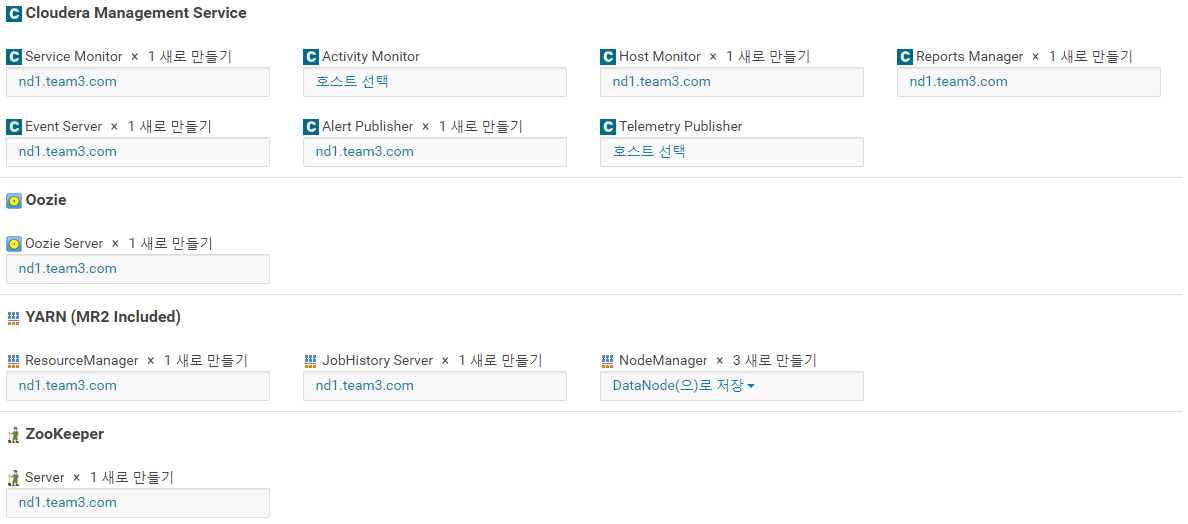 Cloudera Management Service
Service Monitor × 1 새로 만들기
Activity Monitor
Host Monitor × 1 새로 만들기
Reports Manager × 1 새로 만들기
nd1.team3.com
호스트 선택
nd1.team3.com
nd1.team3.com
Event Server × 1 새로 만들기
Alert Publisher × 1 새로 만들기
Telemetry Publisher
nd1.team3.com
nd1.team3.com
호스트 선택
Oozie
Oozie Server × 1 새로 만들기
nd1.team3.com
YARN (MR2 Included)
ResourceManager × 1 새로 만들기
JobHistory Server × 1 새로 만들기
NodeManager × 3 새로 만들기
nd1.team3.com
nd1.team3.com
DataNode(으)로 저장
ZooKeeper
Server × 1 새로 만들기
nd1.team3.com